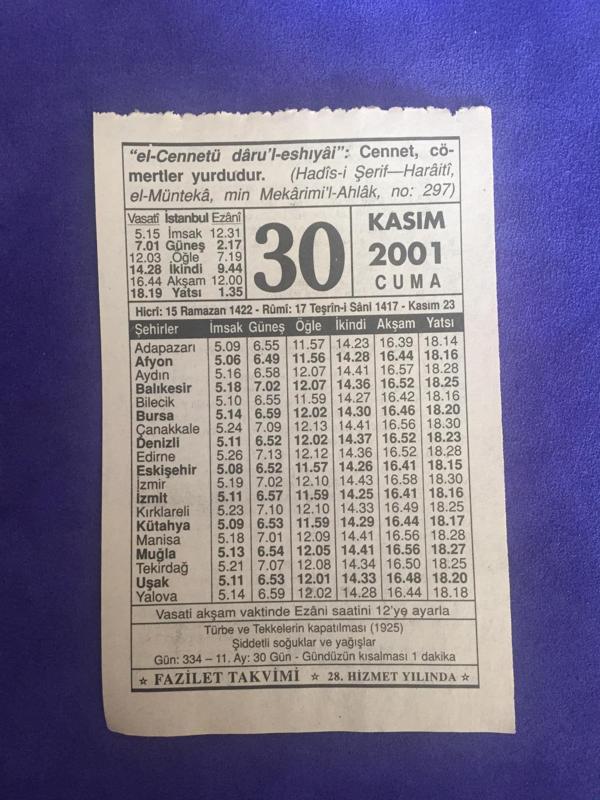 "el-Cennetü dâru'l-eshıyâi": Cennet, cö-
mertler yurdudur. (Hadîs-i Şerif—Harâitî,
el-Müntekâ, min Mekârimi'l-Ahlâk, no: 297)
Vasatî İstanbul Ezânî
5.15 İmsak 12.31
7.01 Güneş 2.17
12.03 Öğle 7.19
14.28 İkindi 9.44
16.44 Akşam 12.00
18.19 Yatsı 1.35
30
KASIM
2001
CUMA
Hicrî: 15 Ramazan 1422 - Rûmî: 17 Teşrîn-i Sâni 1417 - Kasım 23
Şehirler İmsak Güneş Öğle İkindi Akşam Yatsı
Adapazarı 5.09 6.55 11.57 14.23 16.39 18.14
Afyon 5.06 6.49 11.56 14.28 16.44 18.16
Aydın 5.16 6.58 12.07 14.41 16.57 18.28
Balıkesir 5.18 7.02 12.07 14.36 16.52 18.25
Bilecik 5.10 6.55 11.59 14.27 16.42 18.16
Bursa 5.14 6.59 12.02 14.30 16.46 18.20
Çanakkale 5.24 7.09 12.13 14.41 16.56 18.30
Denizli 5.11 6.52 12.02 14.37 16.52 18.23
Edirne 5.26 7.13 12.12 14.36 16.52 18.28
Eskişehir 5.08 6.52 11.57 14.26 16.41 18.15
İzmir 5.19 7.02 12.10 14.43 16.58 18.30
İzmit 5.11 6.57 11.59 14.25 16.41 18.16
Kırklareli 5.23 7.10 12.10 14.33 16.49 18.25
Kütahya 5.09 6.53 11.59 14.29 16.44 18.17
Manisa 5.18 7.01 12.09 14.41 16.56 18.28
Muğla 5.13 6.54 12.05 14.41 16.56 18.27
Tekirdağ 5.21 7.07 12.08 14.34 16.50 18.25
Uşak 5.11 6.53 12.01 14.33 16.48 18.20
Yalova 5.14 6.59 12.02 14.28 16.44 18.18
Vasati akşam vaktinde Ezâni saatini 12'ye ayarla
Türbe ve Tekkelerin kapatılması (1925)
Şiddetli soğuklar ve yağışlar
Gün: 334 – 11. Ay: 30 Gün - Gündüzün kısalması 1 dakika
☆ FAZİLET TAKVİMİ ☆ 28. HİZMET YILINDA ☆